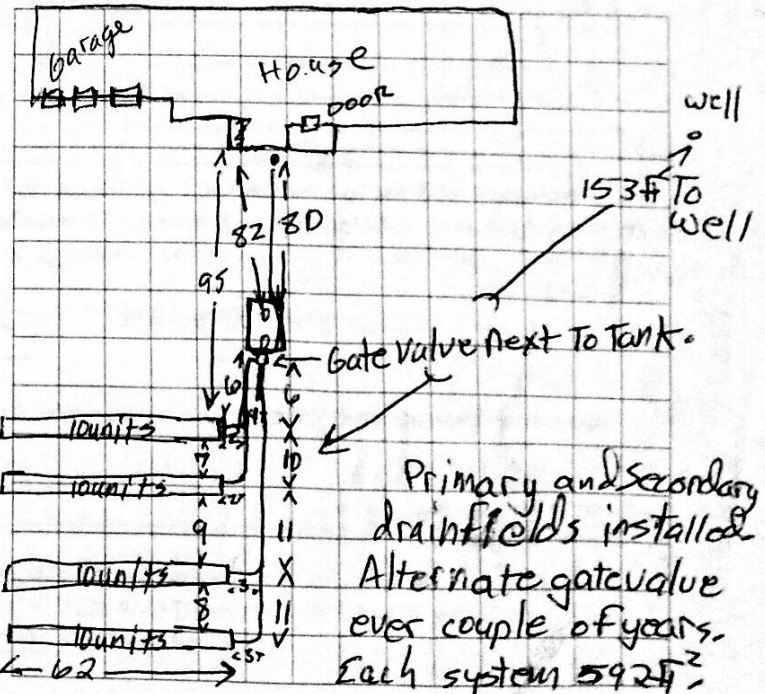 Garage
House
DOOR
well
153ft To
well
82 80
95
Gate valve next To Tank.
6 6
10units
7 10
10units
9 11
10units
8 11
10units
62
Primary and Secondary
drainfields installed.
Alternate gatevalve
ever couple of years.
Each system 592ft².